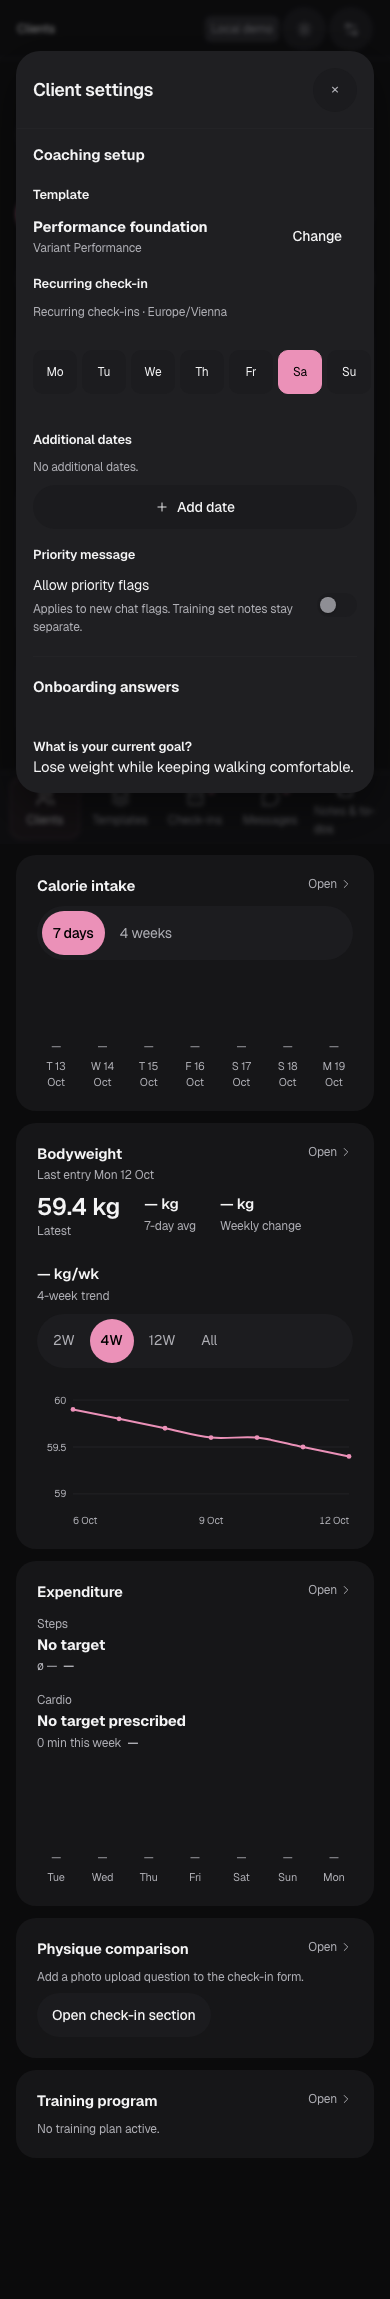 Clients
Local demo
Client settings
×
Coaching setup
Template
Performance foundation
Variant Performance
Change
Recurring check-in
Recurring check-ins · Europe/Vienna
Mo Tu We Th Fr Sa Su
Additional dates
No additional dates.
+ Add date
Priority message
Allow priority flags
Applies to new chat flags. Training set notes stay
separate.
Onboarding answers
What is your current goal?
Lose weight while keeping walking comfortable.
Clients Templates Check-ins Messages
Calorie intake
Open
7 days 4 weeks
— — — — — — —
T 13 W 14 T 15 F 16 S 17 S 18 M 19
Oct Oct Oct Oct Oct Oct Oct
Bodyweight
Open
Last entry Mon 12 Oct
59.4 kg — kg — kg
Latest 7-day avg Weekly change
— kg/wk
4-week trend
2W 4W 12W All
60
59.5
59
6 Oct 9 Oct 12 Oct
Expenditure
Open
Steps
No target
ø — —
Cardio
No target prescribed
0 min this week —
— — — — — — —
Tue Wed Thu Fri Sat Sun Mon
Physique comparison
Open
Add a photo upload question to the check-in form.
Open check-in section
Training program
Open
No training plan active.